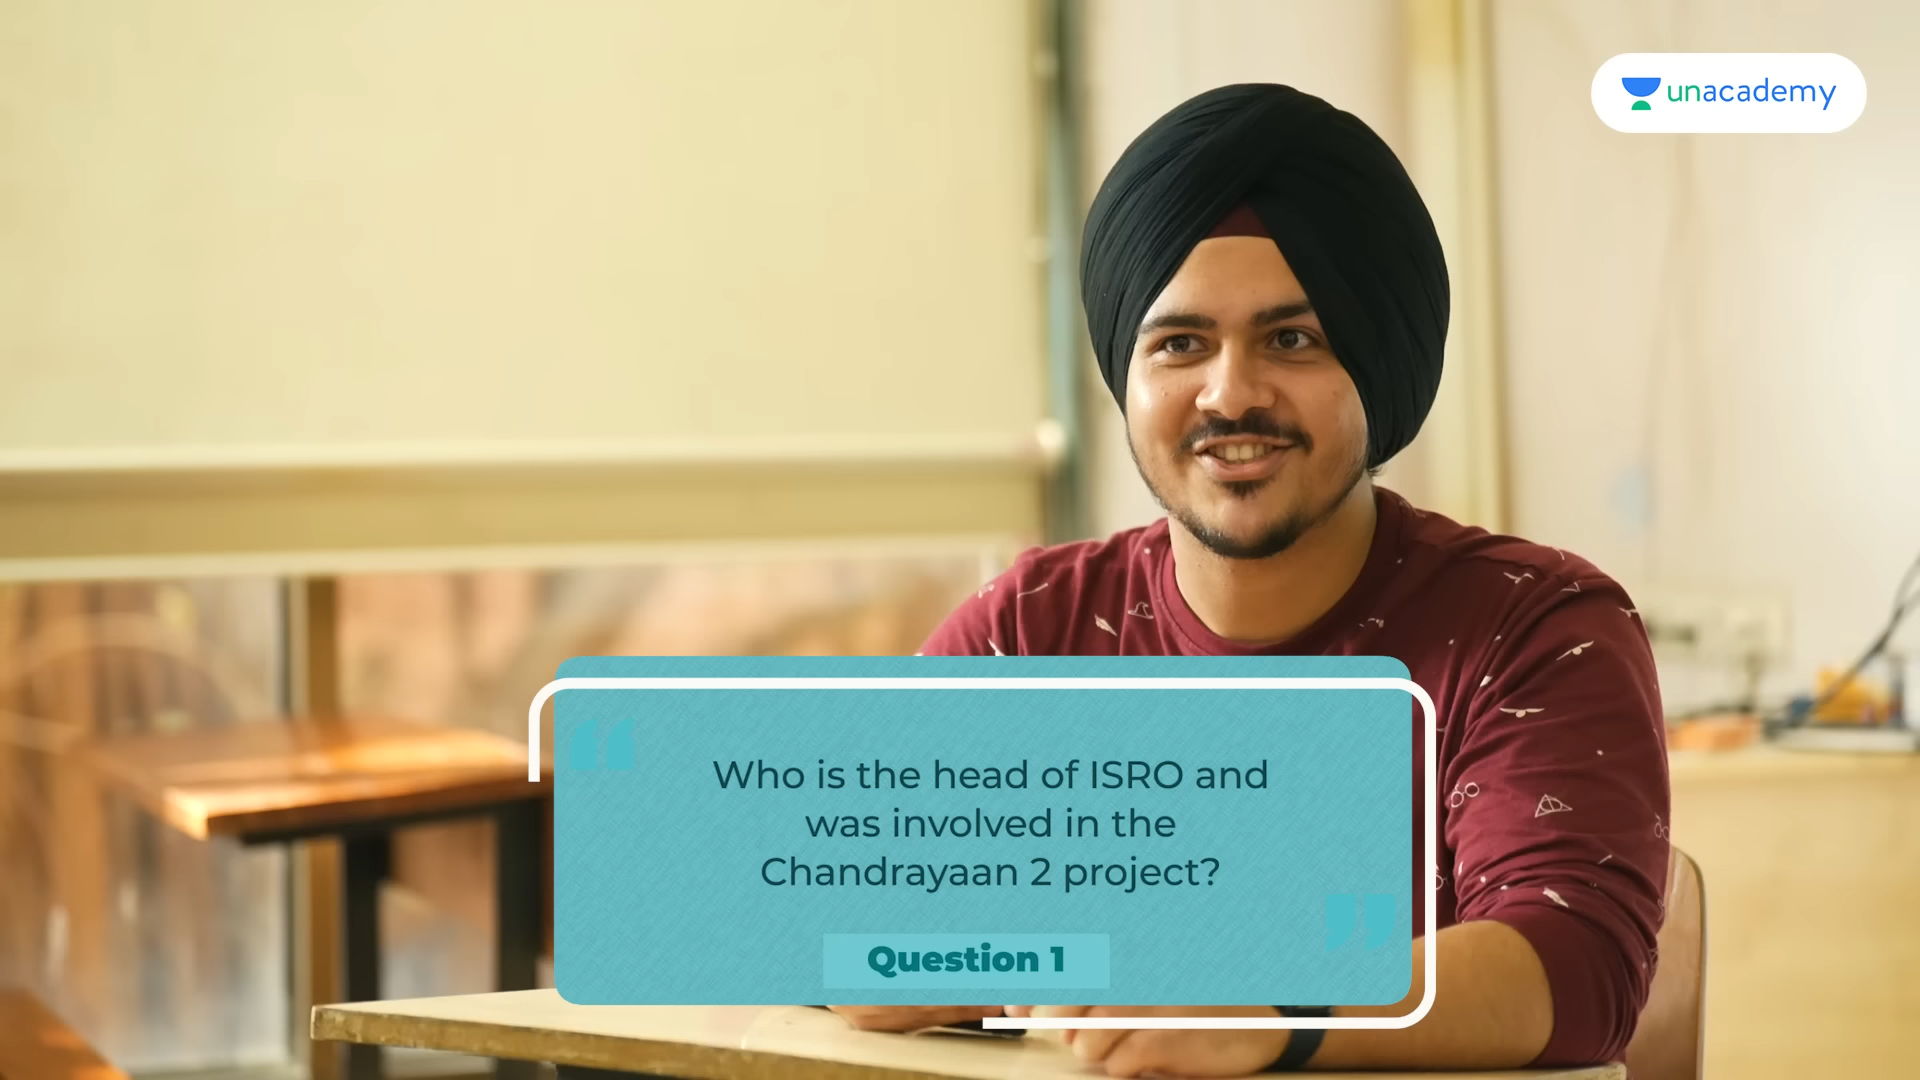 unacademy
Who is the head of ISRO and
was involved in the
Chandrayaan 2 project?
Question 1